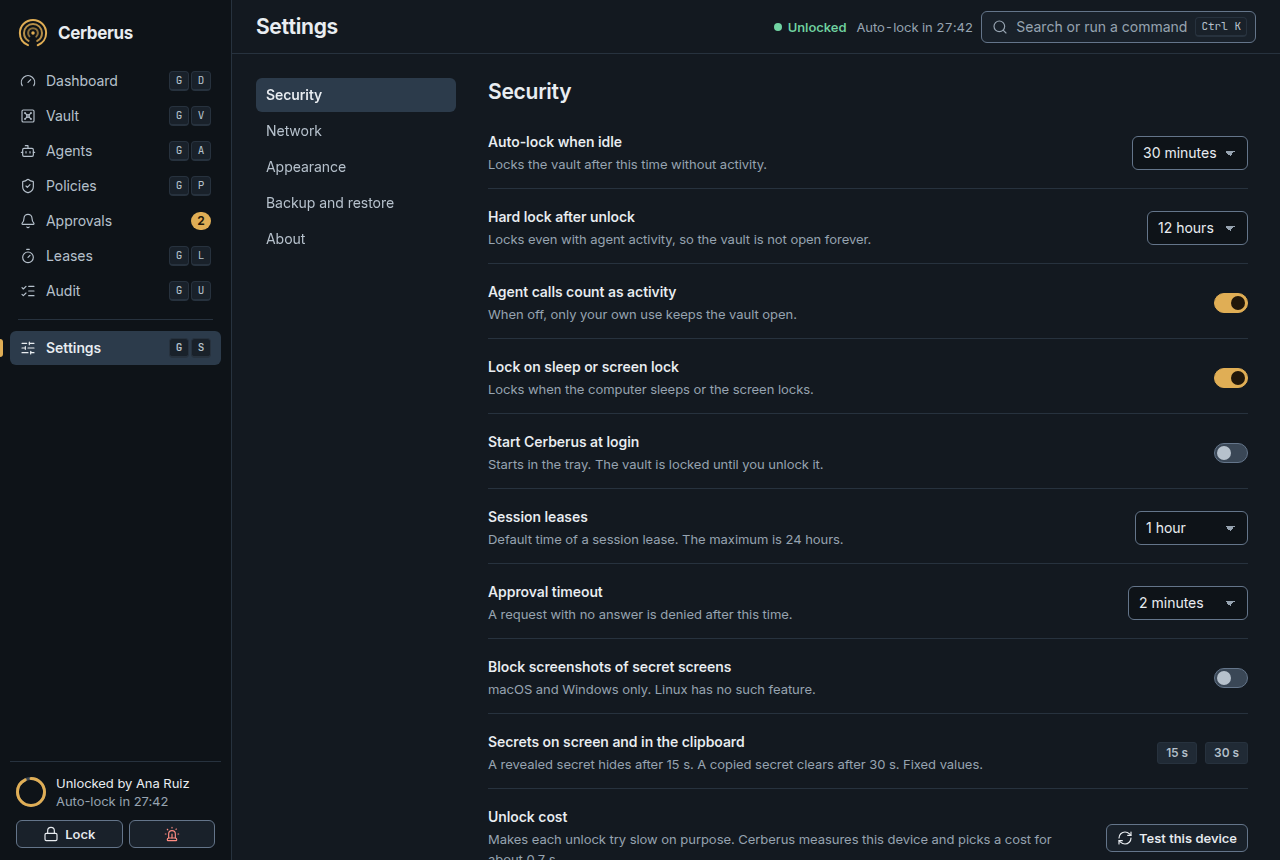 Cerberus
Dashboard G D
Vault G V
Agents G A
Policies G P
Approvals 2
Leases G L
Audit G U
Settings G S
Unlocked by Ana Ruiz
Auto-lock in 27:42
Lock
Settings
Unlocked Auto-lock in 27:42 Search or run a command Ctrl K
Security
Network
Appearance
Backup and restore
About
Security
Auto-lock when idle
Locks the vault after this time without activity.
30 minutes
Hard lock after unlock
Locks even with agent activity, so the vault is not open forever.
12 hours
Agent calls count as activity
When off, only your own use keeps the vault open.
Lock on sleep or screen lock
Locks when the computer sleeps or the screen locks.
Start Cerberus at login
Starts in the tray. The vault is locked until you unlock it.
Session leases
Default time of a session lease. The maximum is 24 hours.
1 hour
Approval timeout
A request with no answer is denied after this time.
2 minutes
Block screenshots of secret screens
macOS and Windows only. Linux has no such feature.
Secrets on screen and in the clipboard
A revealed secret hides after 15 s. A copied secret clears after 30 s. Fixed values.
15 s 30 s
Unlock cost
Makes each unlock try slow on purpose. Cerberus measures this device and picks a cost for
about 0.7 s.
Test this device